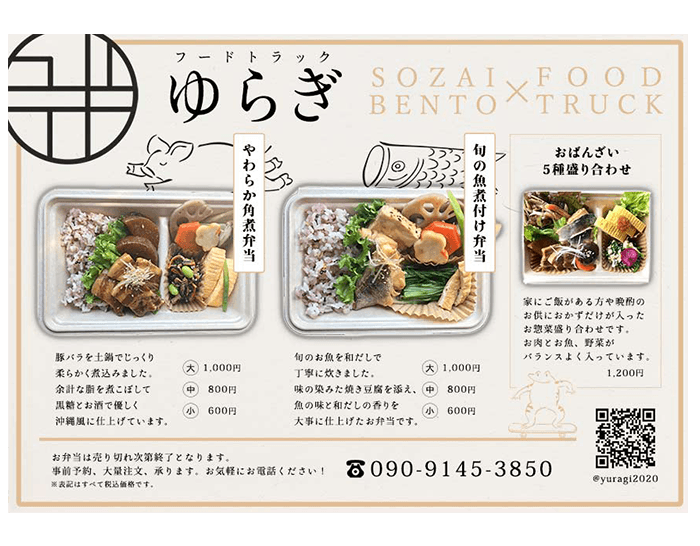 フードトラック
ゆらぎ
SOZAI BENTO × FOOD TRUCK
やわらか角煮弁当
豚バラを土鍋でじっくり
柔らかく煮込みました。
余計な脂を煮こぼして
黒糖とお酒で優しく
沖縄風に仕上げています。
大 1,000円
中 800円
小 600円
旬の魚煮付け弁当
旬のお魚を和だしで
丁寧に炊きました。
味の染みた焼き豆腐を添え、
魚の味と和だしの香りを
大事に仕上げたお弁当です。
大 1,000円
中 800円
小 600円
おばんざい
5種盛り合わせ
家にご飯がある方や晩酌の
お供におかずだけが入った
お惣菜盛り合わせです。
お肉とお魚、野菜が
バランスよく入っています。
1,200円
お弁当は売り切れ次第終了となります。
事前予約、大量注文、承ります。お気軽にお電話ください！
※表記はすべて税込価格です。
☎090-9145-3850
@yuragi2020